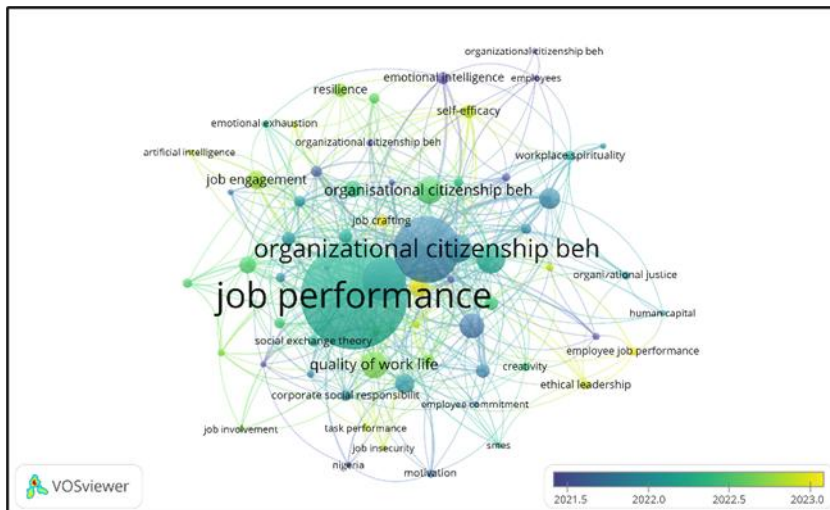 organizational citizenship beh
emotional intelligence
employees
resilience
self-efficacy
emotional exhaustion
organizational citizenship beh
artificial intelligence
workplace spirituality
job engagement
organisational citizenship beh
job crafting
organizational citizenship beh
organizational justice
job performance
human capital
social exchange theory
employee job performance
quality of work life
creativity
ethical leadership
corporate social responsibilit
employee commitment
job involvement
task performance
job insecurity
smes
nigeria
motivation
VOSviewer
2021.5 2022.0 2022.5 2023.0